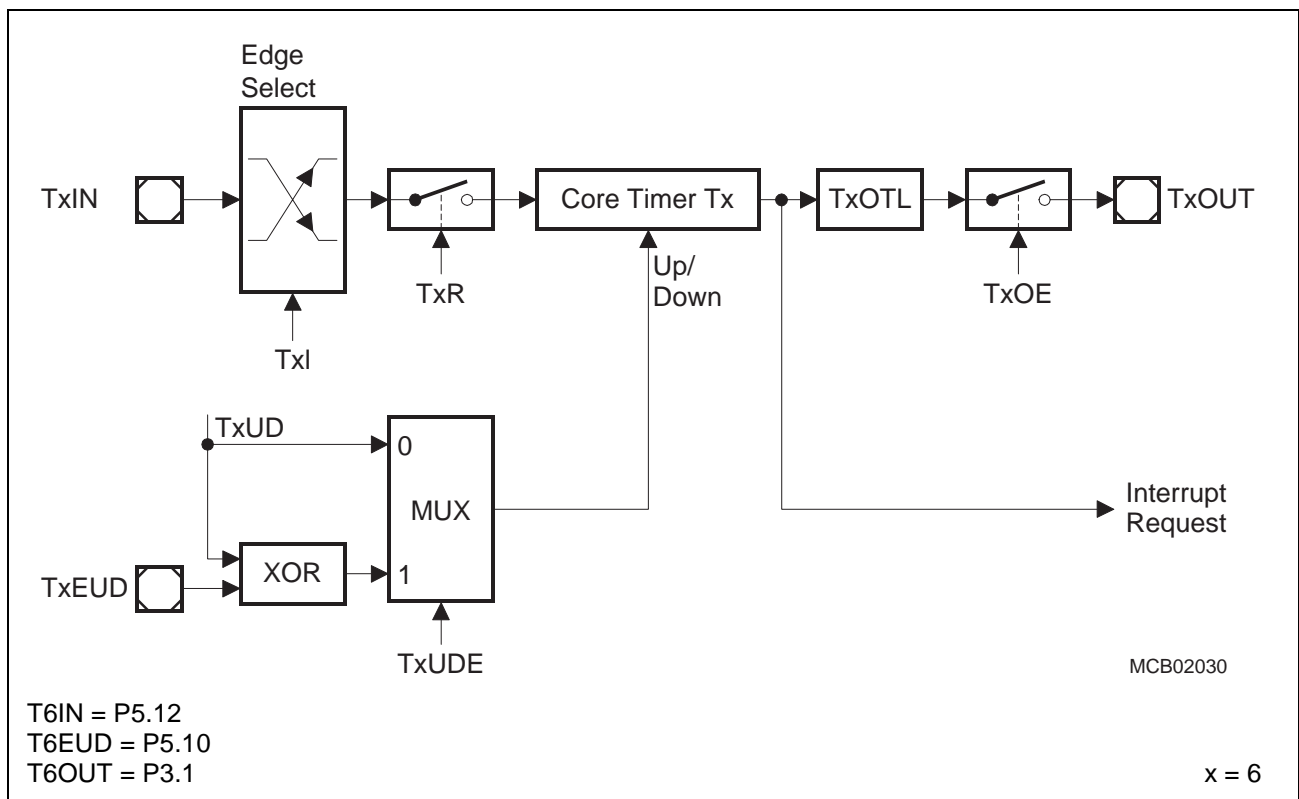 Edge
Select
TxIN
Core Timer Tx
TxOTL
TxOUT
TxR
Up/
Down
TxOE
TxI
TxUD
0
MUX
Interrupt
Request
XOR
1
TxEUD
TxUDE
MCB02030
T6IN = P5.12
T6EUD = P5.10
T6OUT = P3.1
x = 6